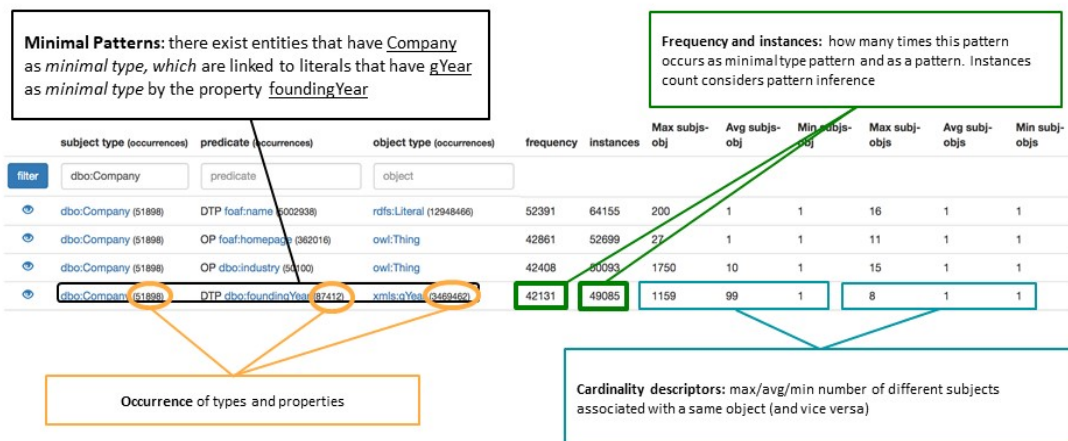 Minimal Patterns: there exist entities that have Company
as minimal type, which are linked to literals that have gYear
as minimal type by the property foundingYear
Frequency and instances: how many times this pattern
occurs as minimal type pattern and as a pattern. Instances
count considers pattern inference
subject type (occurrences) predicate (occurrences) object type (occurrences) frequency instances Max subjs-obj Avg subjs-obj Min subjs-obj Max subj-objs Avg subj-objs Min subj-objs
filter dbo:Company predicate object
dbo:Company (51898) DTP foaf:name (5002938) rdfs:Literal (12948466) 52391 64155 200 1 1 16 1 1
dbo:Company (51898) OP foaf:homepage (362016) owl:Thing 42861 52699 27 1 1 11 1 1
dbo:Company (51898) OP dbo:industry (50100) owl:Thing 42408 50093 1750 10 1 15 1 1
dbo:Company (51898) DTP dbo:foundingYear (87412) xmls:gYear (3469462) 42131 49085 1159 99 1 8 1 1
Occurrence of types and properties
Cardinality descriptors: max/avg/min number of different subjects
associated with a same object (and vice versa)